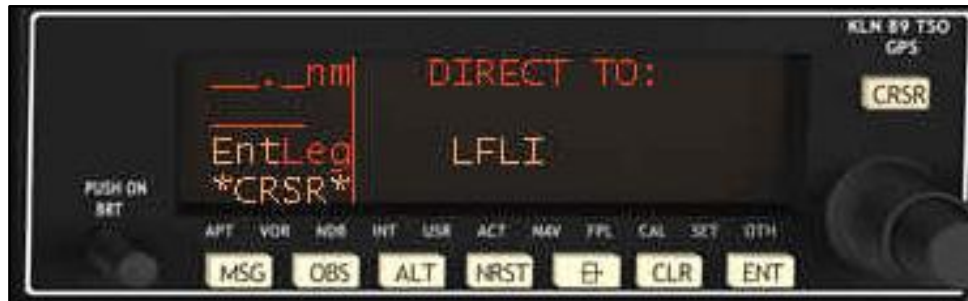 KLN 89 TSO
GPS
CRSR
__._nm
DIRECT TO:
____
EntLeg
LFLI
*CRSR*
PUSH ON
BRT
APT VOR NDB INT USR ACT NAV FPL CAL SET OTH
MSG OBS ALT NRST D CLR ENT